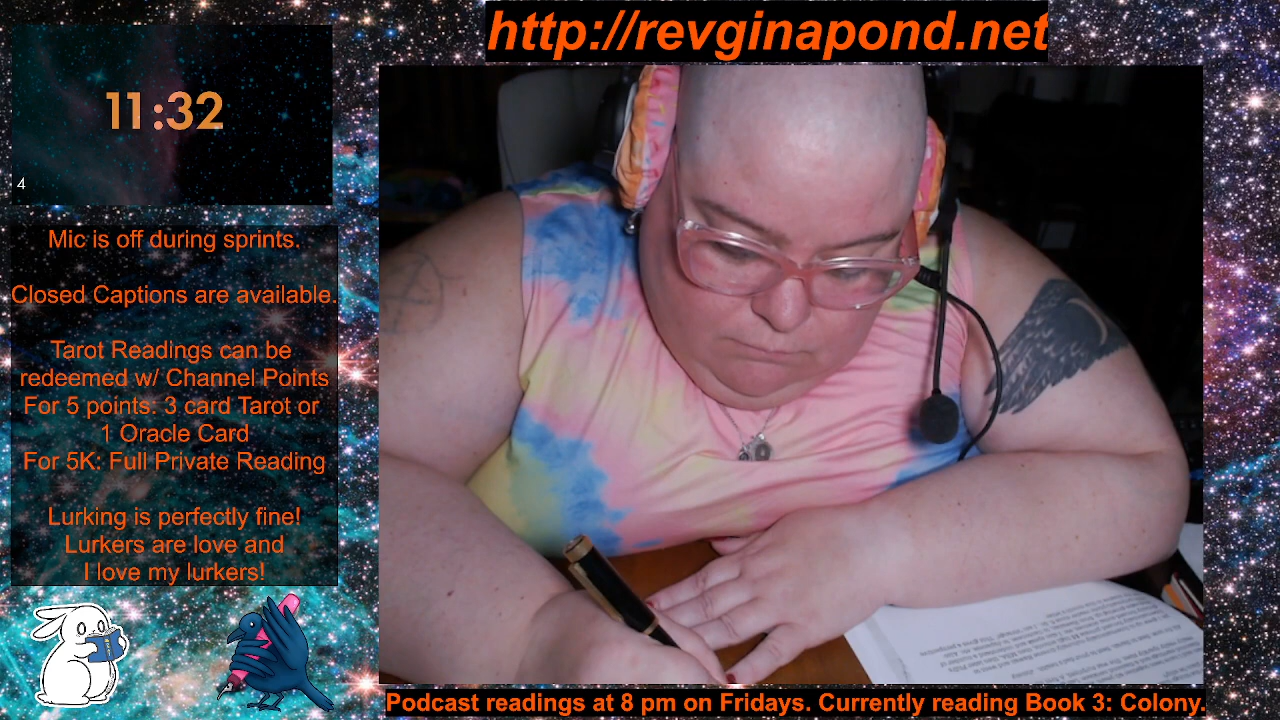 http://revginapond.net
11:32
4
Mic is off during sprints.
Closed Captions are available.
Tarot Readings can be
redeemed w/ Channel Points
For 5 points: 3 card Tarot or
1 Oracle Card
For 5K: Full Private Reading
Lurking is perfectly fine!
Lurkers are love and
I love my lurkers!
Podcast readings at 8 pm on Fridays. Currently reading Book 3: Colony.